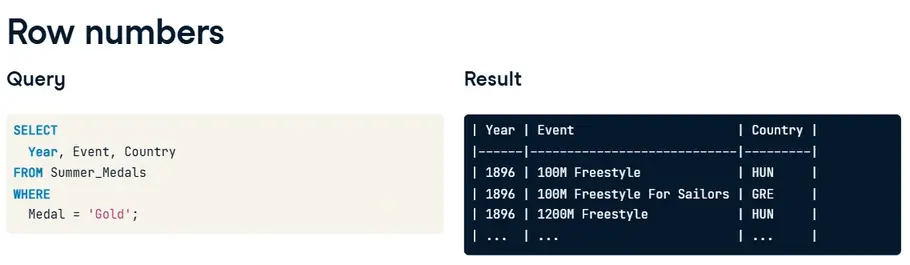 Row numbers
Query
SELECT
Year, Event, Country
FROM Summer_Medals
WHERE
Medal = 'Gold';
Result
| Year | Event                      | Country |
|------|----------------------------|---------|
| 1896 | 100M Freestyle             | HUN     |
| 1896 | 100M Freestyle For Sailors | GRE     |
| 1896 | 1200M Freestyle            | HUN     |
| ...  | ...                        | ...     |